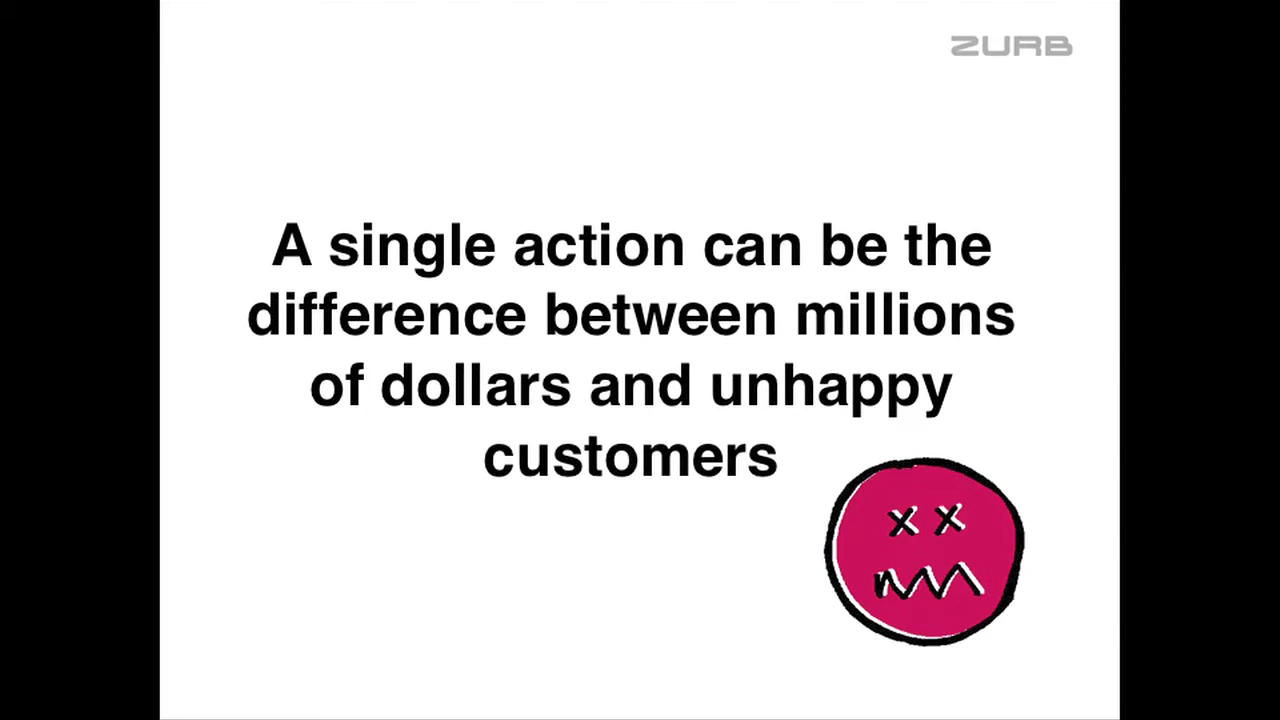 ZURB
A single action can be the
difference between millions
of dollars and unhappy
customers